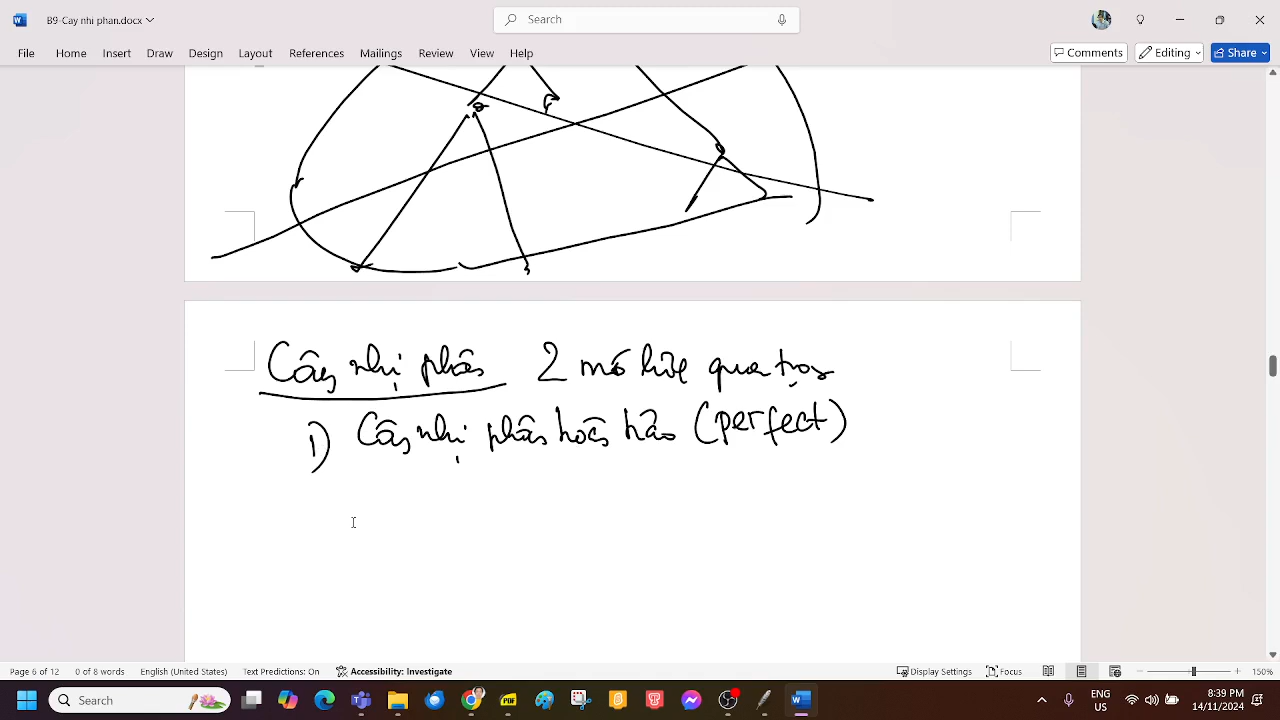 B9-Cay nhi phan.docx
Search
File Home Insert Draw Design Layout References Mailings Review View Help
Comments Editing Share
Cây nhị phân 2 mô hình quan trọng
1) Cây nhị phân hoàn hảo (perfect)
Page 6 of 12 0 of 8 words English (United States) Text Predictions: On Accessibility: Investigate Display Settings Focus 150%
Search ENG 8:39 PM
US 14/11/2024